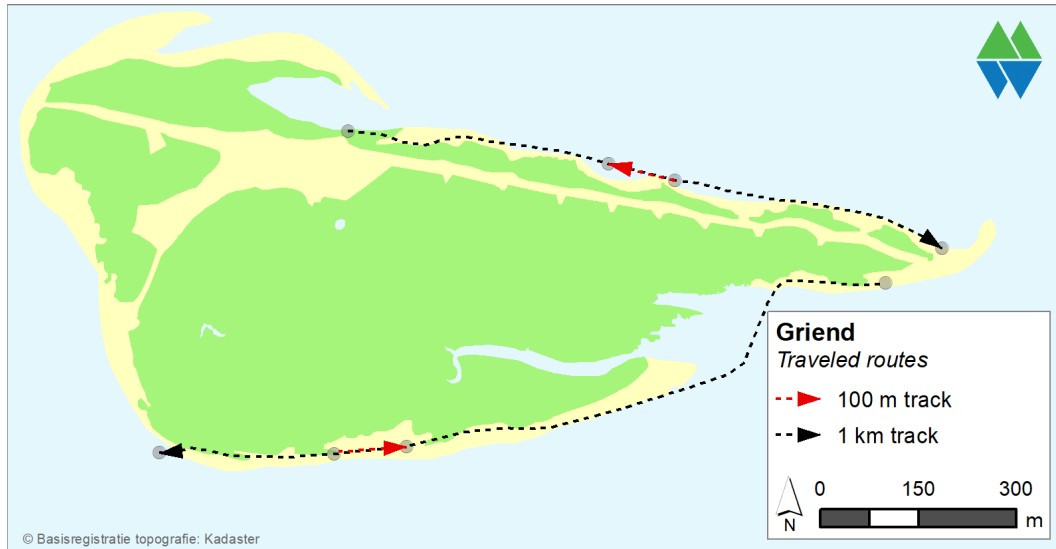 Griend
Traveled routes
100 m track
1 km track
0 150 300
m
N
© Basisregistratie topografie: Kadaster